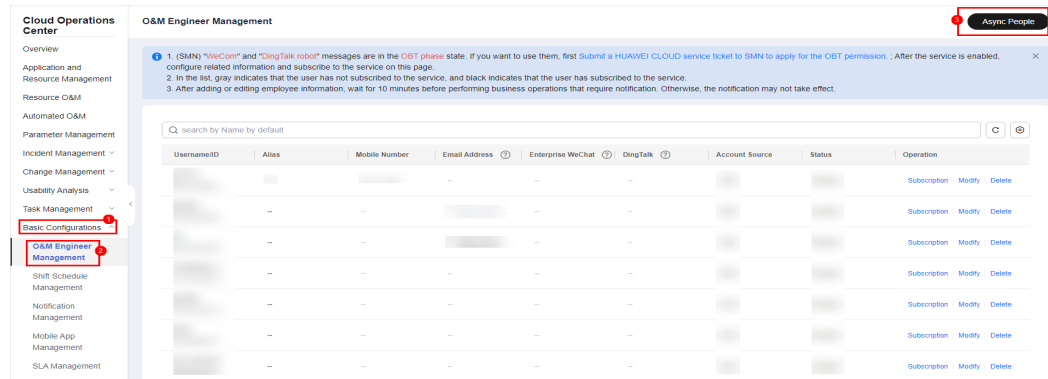 Cloud Operations
Center
Overview
Application and
Resource Management
Resource O&M
Automated O&M
Parameter Management
Incident Management
Change Management
Usability Analysis
Task Management
1
Basic Configurations
O&M Engineer
Management
2
Shift Schedule
Management
Notification
Management
Mobile App
Management
SLA Management
O&M Engineer Management
3
Async People
1. (SMN) "WeCom" and "DingTalk robot" messages are in the OBT phase state. If you want to use them, first Submit a HUAWEI CLOUD service ticket to SMN to apply for the OBT permission. ; After the service is enabled,
configure related information and subscribe to the service on this page.
2. In the list, gray indicates that the user has not subscribed to the service, and black indicates that the user has subscribed to the service.
3. After adding or editing employee information, wait for 10 minutes before performing business operations that require notification. Otherwise, the notification may not take effect.
search by Name by default
Username/ID Alias Mobile Number Email Address Enterprise WeChat DingTalk Account Source Status Operation
-- -- -- Subscription Modify Delete
-- -- -- -- Subscription Modify Delete
-- -- -- -- Subscription Modify Delete
-- -- -- -- -- Subscription Modify Delete
-- -- -- -- -- Subscription Modify Delete
-- -- -- -- -- Subscription Modify Delete
-- -- -- -- -- Subscription Modify Delete